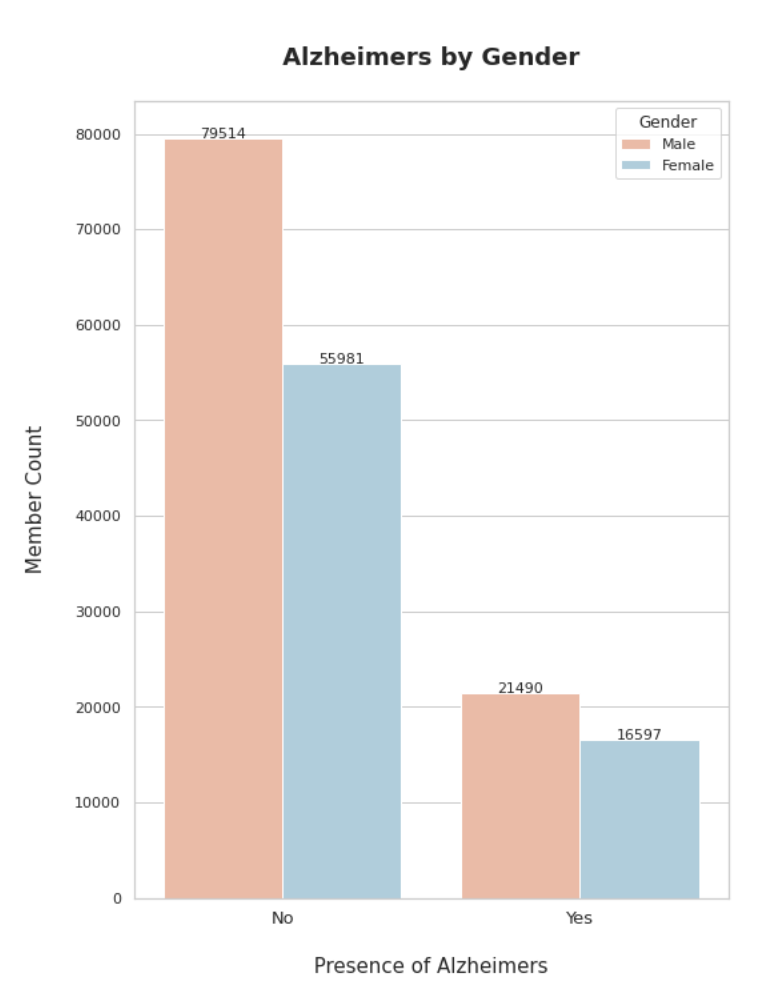 Alzheimers by Gender
Gender
Male
Female
80000
70000
60000
50000
40000
30000
20000
10000
0
79514
55981
21490
16597
Member Count
No
Yes
Presence of Alzheimers